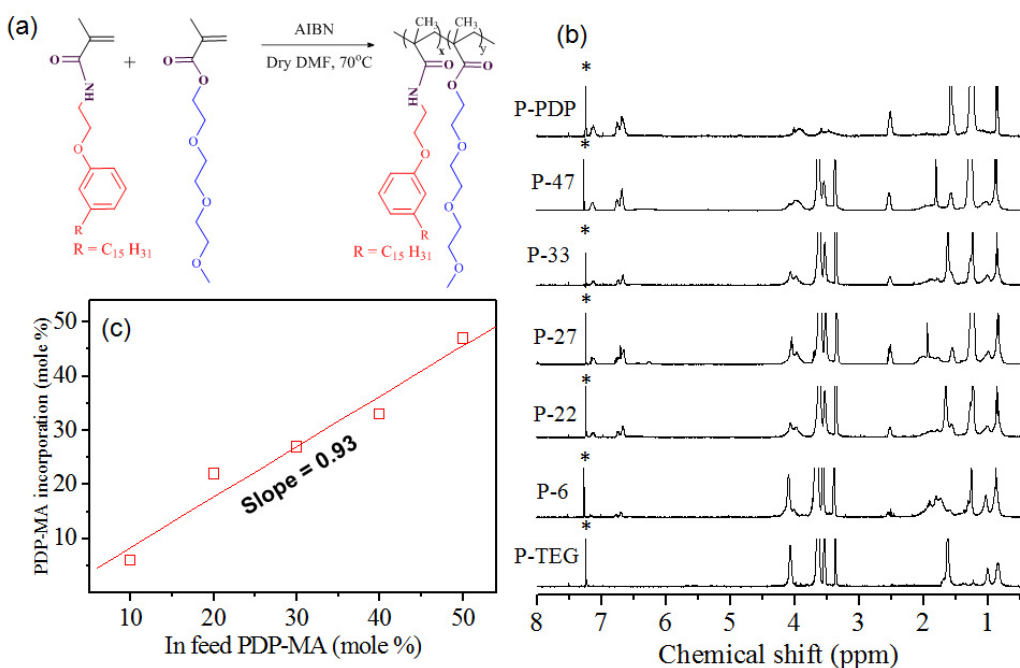 (a)
O
NH
O
R
R = C15 H31
+
O
O
O
O
O
O
AIBN
Dry DMF, 70°C
CH3
CH3
x
y
O
O
HN
O
O
R
R = C15 H31
O
O
O
(b)
*
P-PDP
*
P-47
*
P-33
*
P-27
*
P-22
*
P-6
*
P-TEG
8 7 6 5 4 3 2 1
Chemical shift (ppm)
(c)
PDP-MA incorporation (mole %)
50
40
30
20
10
Slope = 0.93
10 20 30 40 50
In feed PDP-MA (mole %)